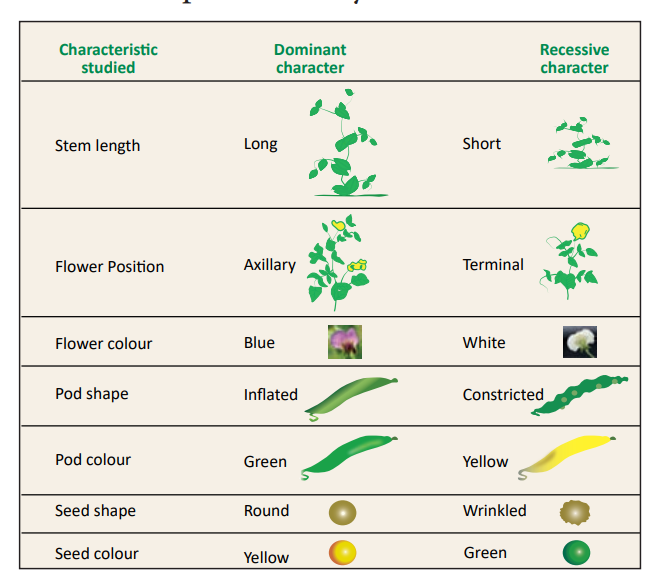 Characteristic studied Dominant character Recessive character
Stem length Long Short
Flower Position Axillary Terminal
Flower colour Blue White
Pod shape Inflated Constricted
Pod colour Green Yellow
Seed shape Round Wrinkled
Seed colour Yellow Green